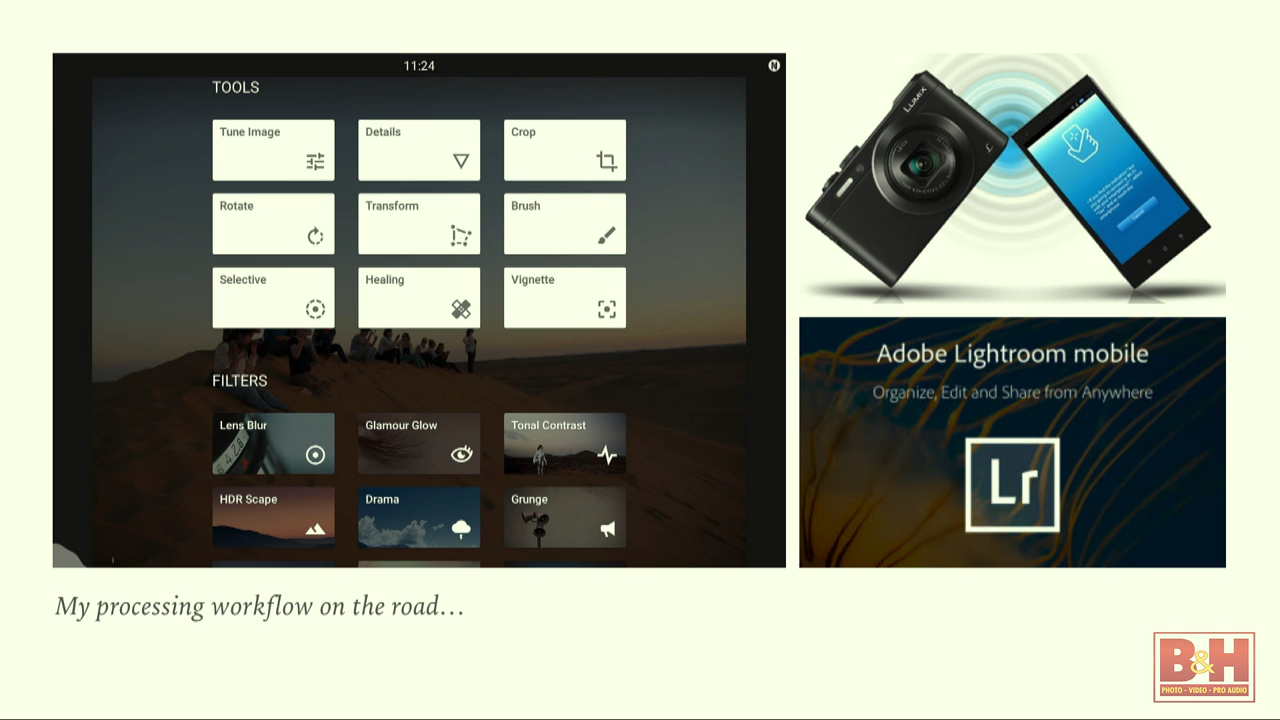 11:24
N
TOOLS
Tune Image
Details
Crop
Rotate
Transform
Brush
Selective
Healing
Vignette
FILTERS
Lens Blur
Glamour Glow
Tonal Contrast
HDR Scape
Drama
Grunge
LUMIX
L
Cancel
Adobe Lightroom mobile
Organize, Edit and Share from Anywhere
Lr
My processing workflow on the road…
B&H
PHOTO - VIDEO - PRO AUDIO